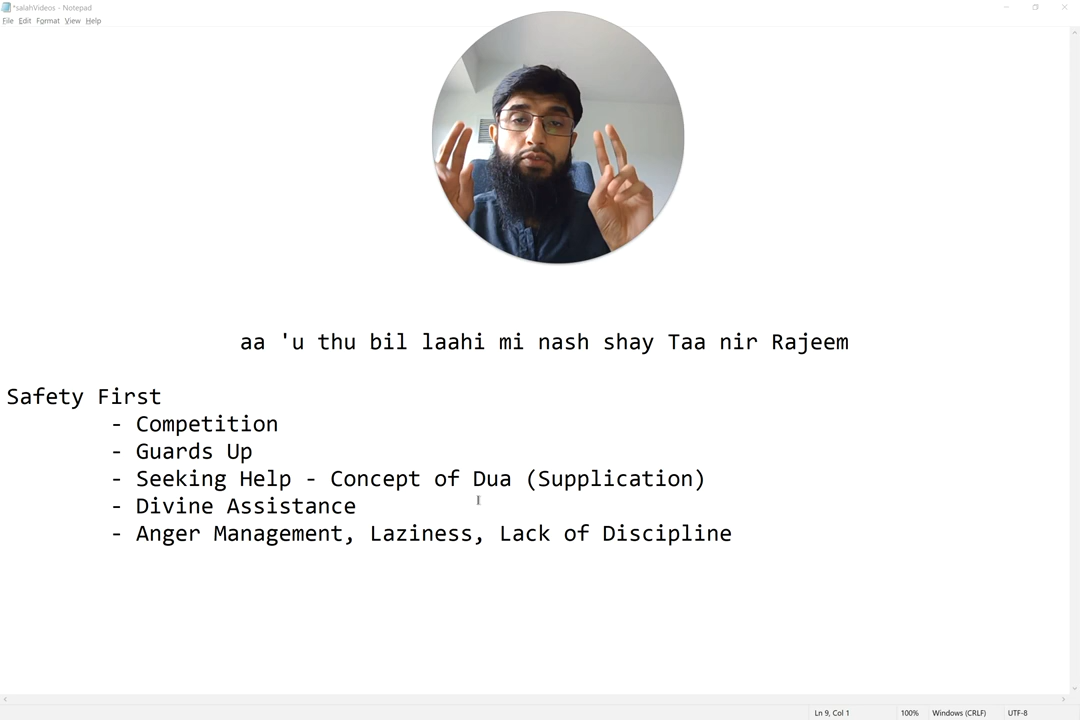 *salahVideos - Notepad
File Edit Format View Help
aa 'u thu bil laahi mi nash shay Taa nir Rajeem
Safety First
- Competition
- Guards Up
- Seeking Help - Concept of Dua (Supplication)
- Divine Assistance
- Anger Management, Laziness, Lack of Discipline
Ln 9, Col 1 100% Windows (CRLF) UTF-8